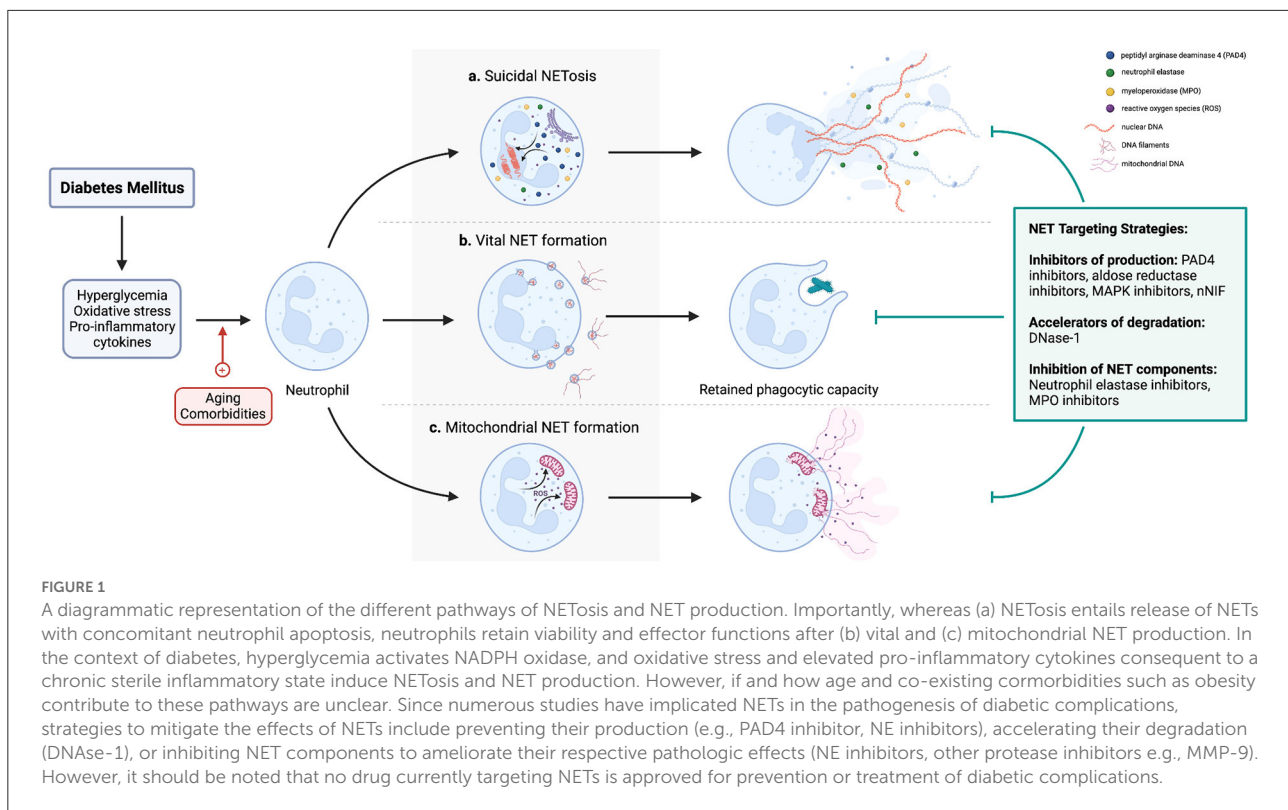 a. Suicidal NETosis
peptidyl arginase deaminase 4 (PAD4)
neutrophil elastase
myeloperoxidase (MPO)
reactive oxygen species (ROS)
nuclear DNA
DNA filaments
mitochondrial DNA
Diabetes Mellitus
Hyperglycemia
Oxidative stress
Pro-inflammatory
cytokines
+
Aging
Comorbidities
Neutrophil
b. Vital NET formation
Retained phagocytic capacity
c. Mitochondrial NET formation
ROS
NET Targeting Strategies:
Inhibitors of production: PAD4
inhibitors, aldose reductase
inhibitors, MAPK inhibitors, nNIF
Accelerators of degradation:
DNase-1
Inhibition of NET components:
Neutrophil elastase inhibitors,
MPO inhibitors
FIGURE 1
A diagrammatic representation of the different pathways of NETosis and NET production. Importantly, whereas (a) NETosis entails release of NETs
with concomitant neutrophil apoptosis, neutrophils retain viability and effector functions after (b) vital and (c) mitochondrial NET production. In
the context of diabetes, hyperglycemia activates NADPH oxidase, and oxidative stress and elevated pro-inflammatory cytokines consequent to a
chronic sterile inflammatory state induce NETosis and NET production. However, if and how age and co-existing cormorbidities such as obesity
contribute to these pathways are unclear. Since numerous studies have implicated NETs in the pathogenesis of diabetic complications,
strategies to mitigate the effects of NETs include preventing their production (e.g., PAD4 inhibitor, NE inhibitors), accelerating their degradation
(DNAse-1), or inhibiting NET components to ameliorate their respective pathologic effects (NE inhibitors, other protease inhibitors e.g., MMP-9).
However, it should be noted that no drug currently targeting NETs is approved for prevention or treatment of diabetic complications.